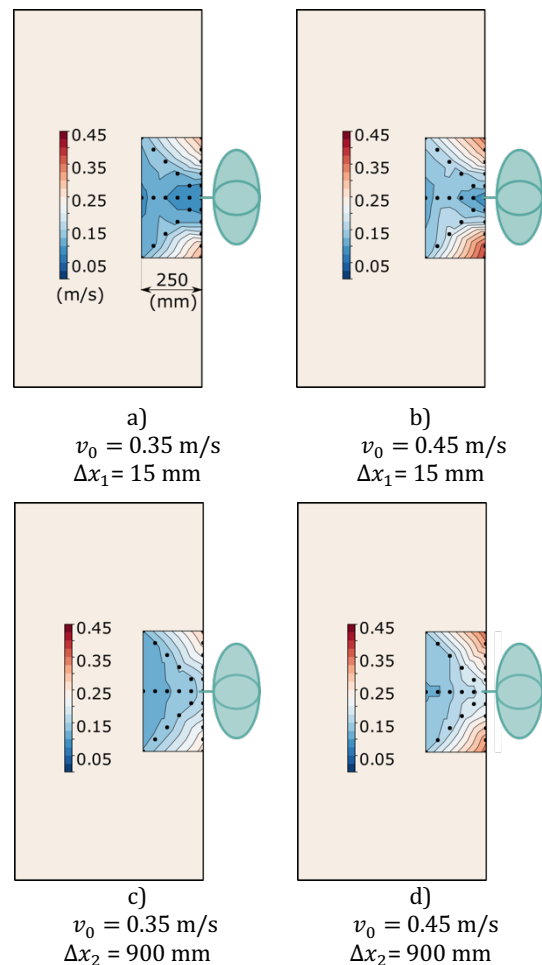 0.45
0.35
0.25
0.15
0.05
(m/s)
250
(mm)
0.45
0.35
0.25
0.15
0.05
a)
v₀ = 0.35 m/s
Δx₁= 15 mm
b)
v₀ = 0.45 m/s
Δx₁= 15 mm
0.45
0.35
0.25
0.15
0.05
0.45
0.35
0.25
0.15
0.05
c)
v₀ = 0.35 m/s
Δx₂ = 900 mm
d)
v₀ = 0.45 m/s
Δx₂ = 900 mm